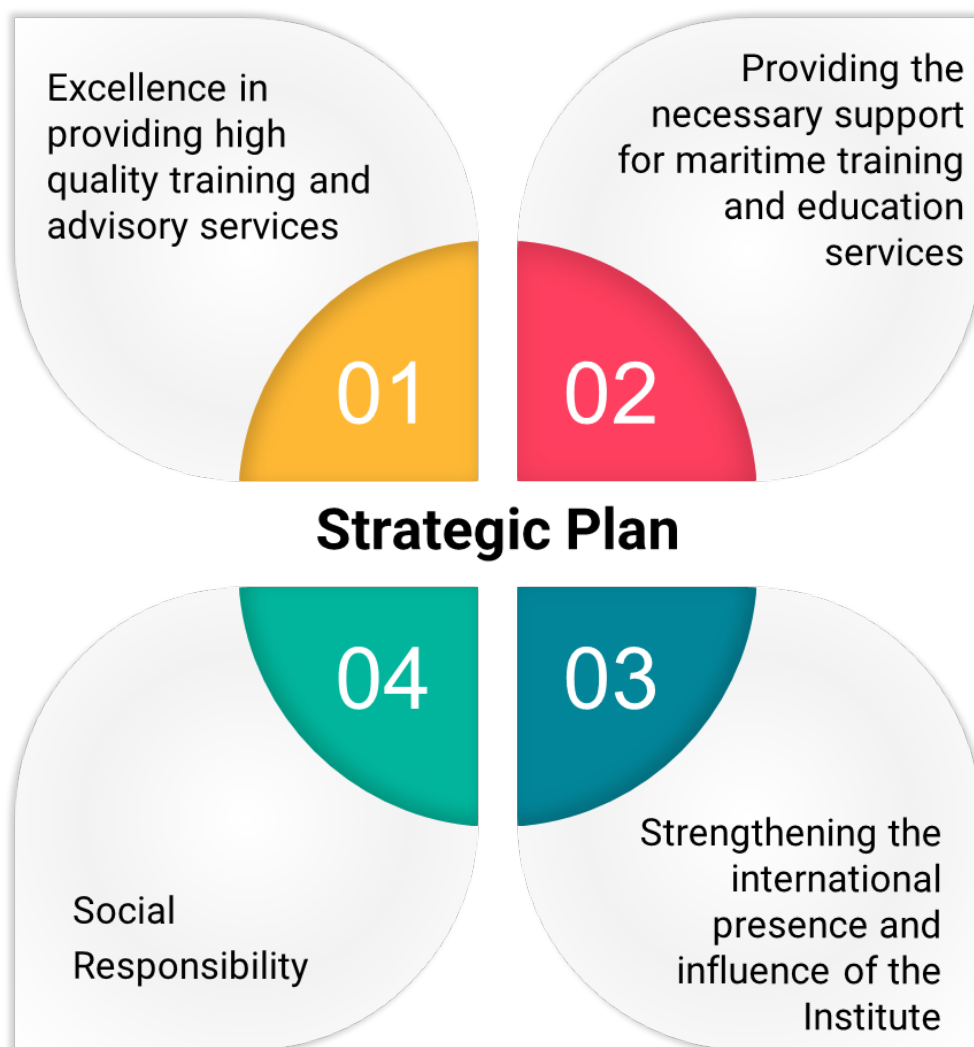 Excellence in
providing high
quality training and
advisory services
01
Providing the
necessary support
for maritime training
and education
services
02
Strategic Plan
04
Social
Responsibility
03
Strengthening the
international
presence and
influence of the
Institute